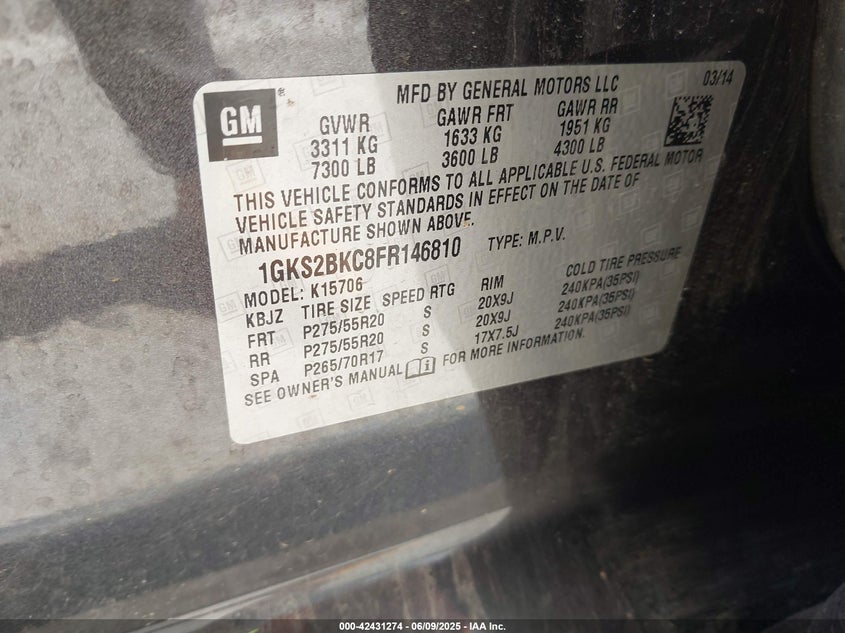 GM
MFD BY GENERAL MOTORS LLC 03/14
GVWR GAWR FRT GAWR RR
3311 KG 1633 KG 1951 KG
7300 LB 3600 LB 4300 LB
THIS VEHICLE CONFORMS TO ALL APPLICABLE U.S. FEDERAL MOTOR
VEHICLE SAFETY STANDARDS IN EFFECT ON THE DATE OF
MANUFACTURE SHOWN ABOVE.
1GKS2BKC8FR146810 TYPE: M.P.V.
MODEL: K15706
KBJZ TIRE SIZE SPEED RTG RIM COLD TIRE PRESSURE
FRT P275/55R20 S 20X9J 240KPA(35PSI)
RR P275/55R20 S 20X9J 240KPA(35PSI)
SPA P265/70R17 S 17X7.5J 240KPA(35PSI)
SEE OWNER'S MANUAL FOR MORE INFORMATION.
000-42431274 06/09/2025 - IAA Inc.